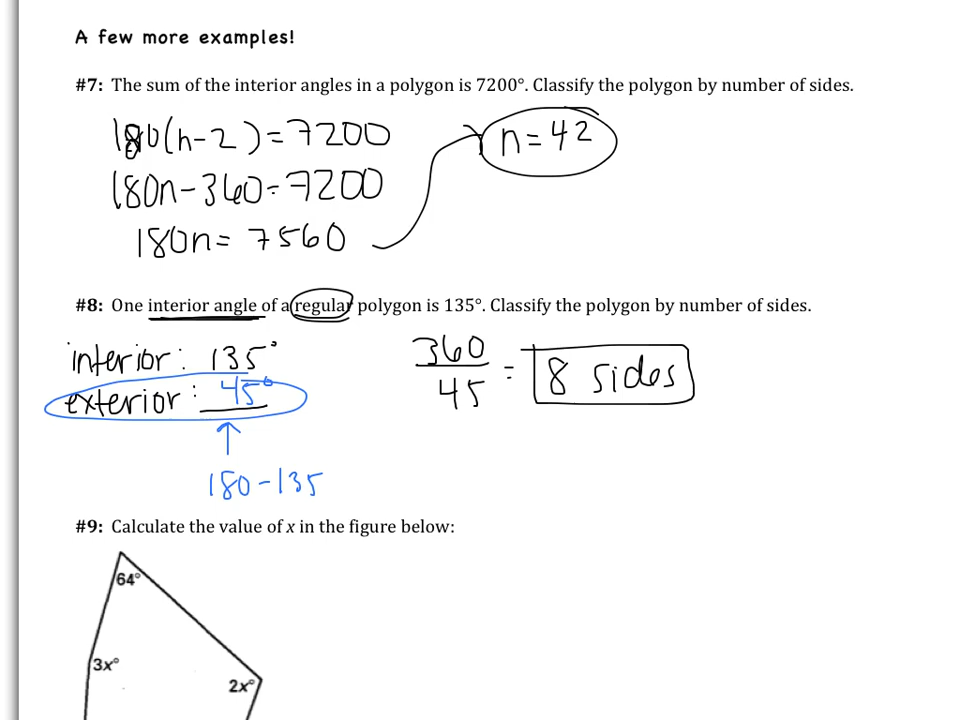 A few more examples!
#7: The sum of the interior angles in a polygon is 7200°. Classify the polygon by number of sides.
180(n-2)=7200
n=42
180n-360=7200
180n=7560
#8: One interior angle of a regular polygon is 135°. Classify the polygon by number of sides.
interior: 135°
exterior: 45°
360
45
= 8 sides
180-135
#9: Calculate the value of x in the figure below:
64°
3x°
2x°